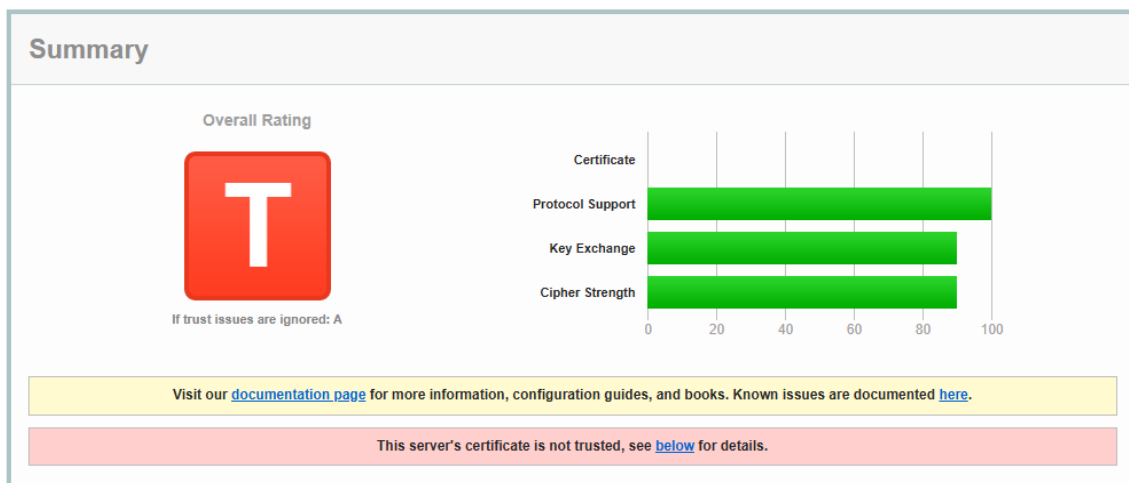 Summary
Overall Rating
T
If trust issues are ignored: A
Certificate
Protocol Support
Key Exchange
Cipher Strength
0 20 40 60 80 100
Visit our documentation page for more information, configuration guides, and books. Known issues are documented here.
This server's certificate is not trusted, see below for details.